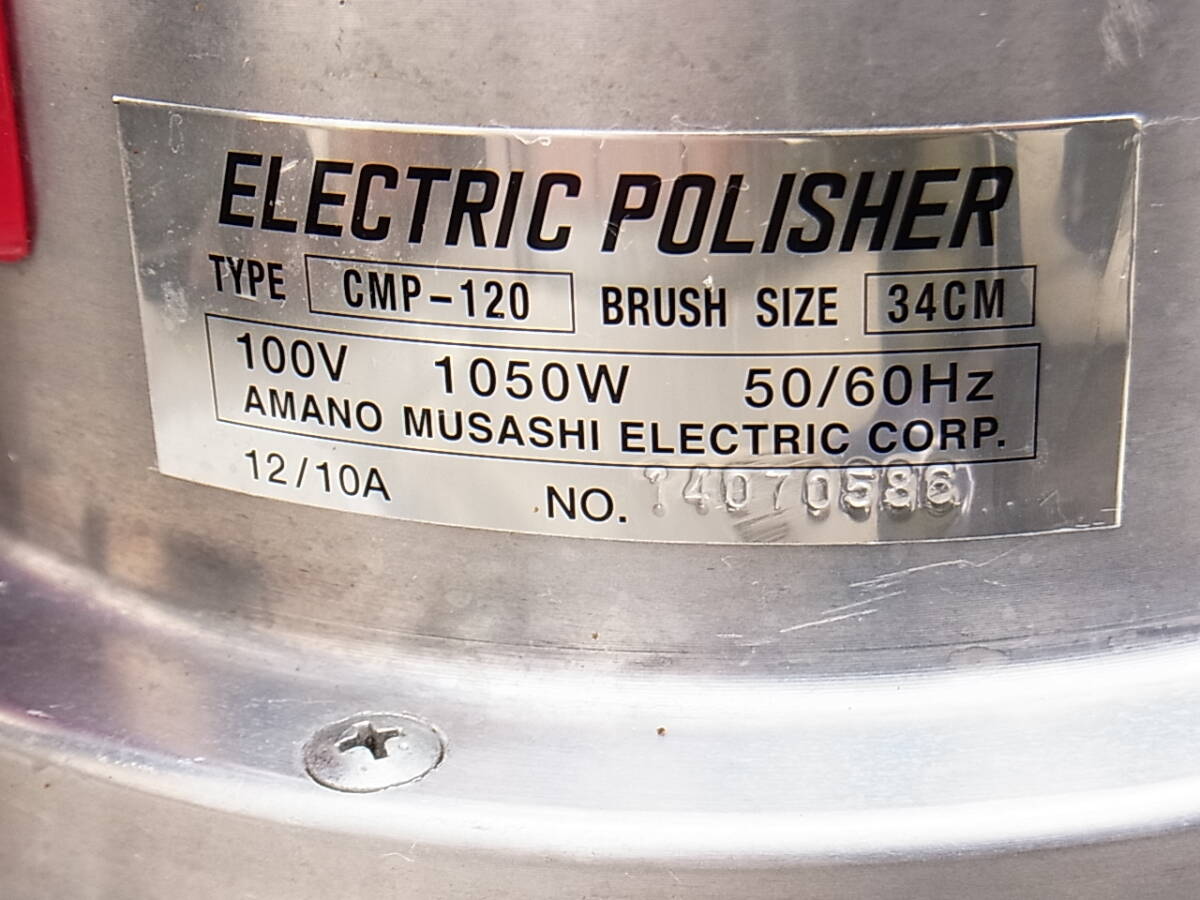 ELECTRIC POLISHER
TYPE CMP-120 BRUSH SIZE 34CM
100V 1050W 50/60Hz
AMANO MUSASHI ELECTRIC CORP.
12/10A NO.